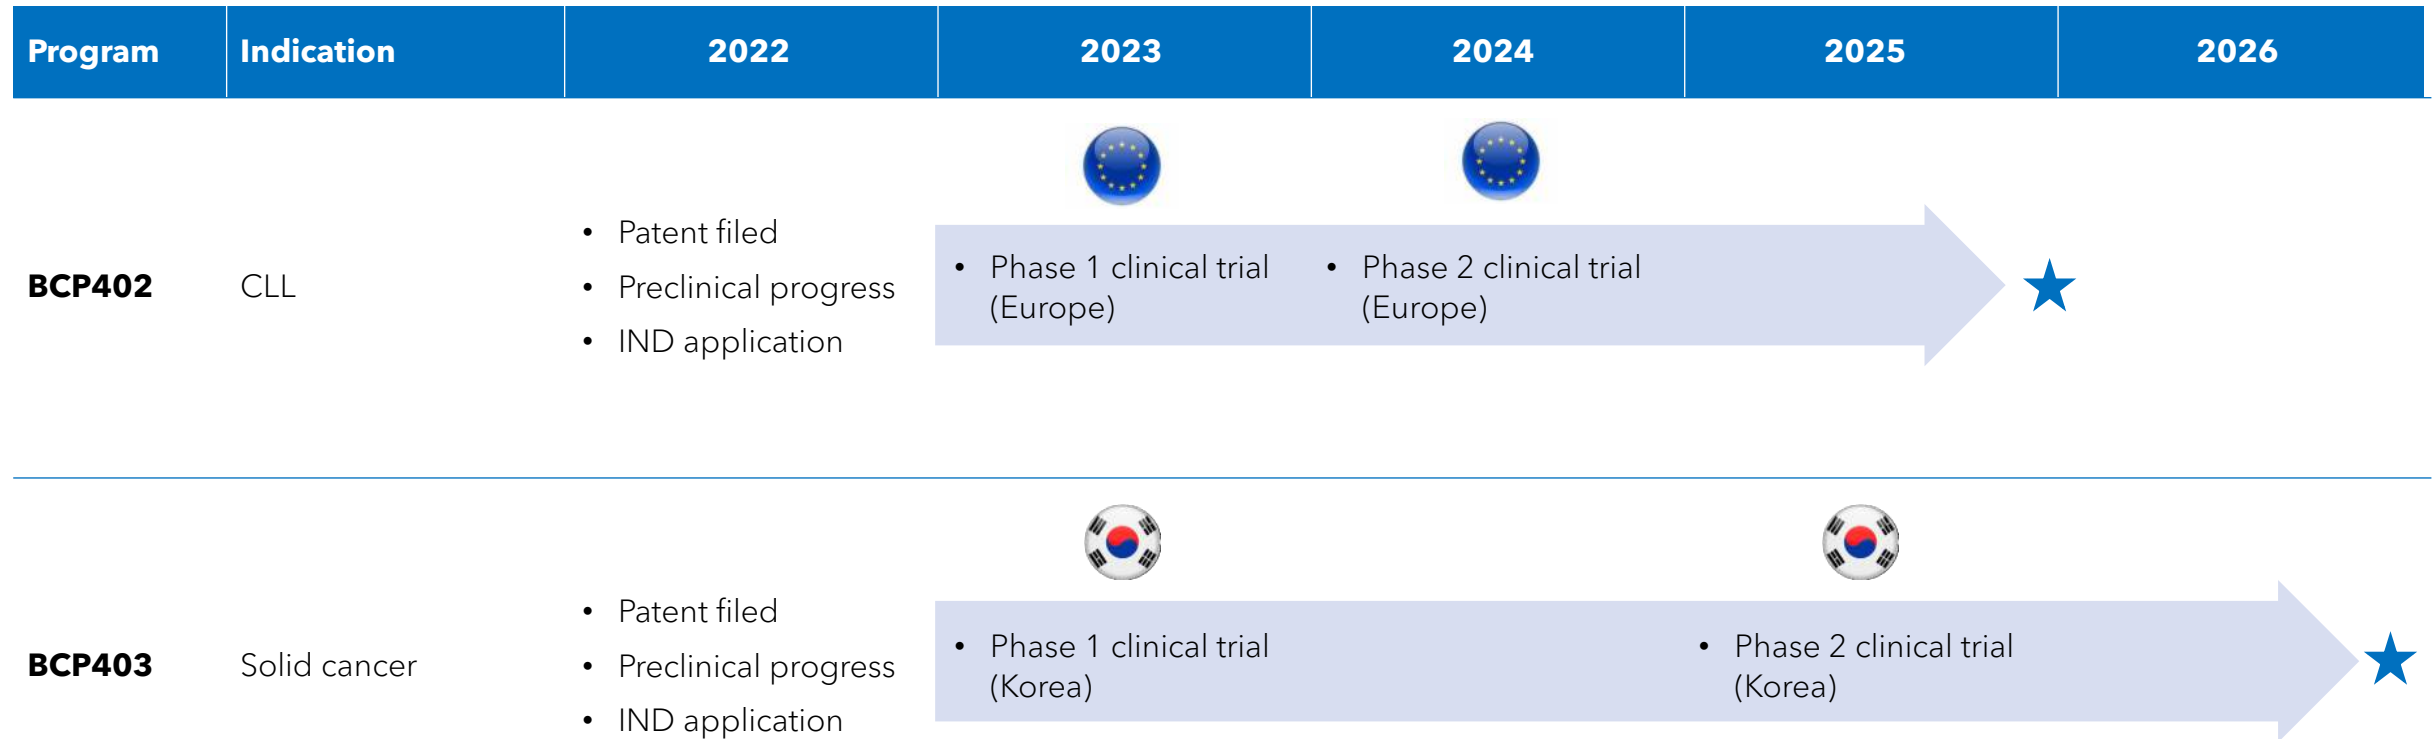 Program Indication 2022 2023 2024 2025 2026
BCP402 CLL
• Patent filed
• Preclinical progress
• IND application
• Phase 1 clinical trial
(Europe)
• Phase 2 clinical trial
(Europe)
BCP403 Solid cancer
• Patent filed
• Preclinical progress
• IND application
• Phase 1 clinical trial
(Korea)
• Phase 2 clinical trial
(Korea)